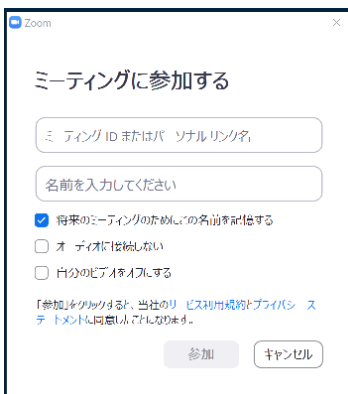 Zoom
ミーティングに参加する
ミーティング ID またはパーソナル リンク名
名前を入力してください
将来のミーティングのためにこの名前を記憶する
オーディオに接続しない
自分のビデオをオフにする
「参加」をクリックすると、当社のサービス利用規約とプライバシー ス
テートメントに同意したことになります。
参加
キャンセル